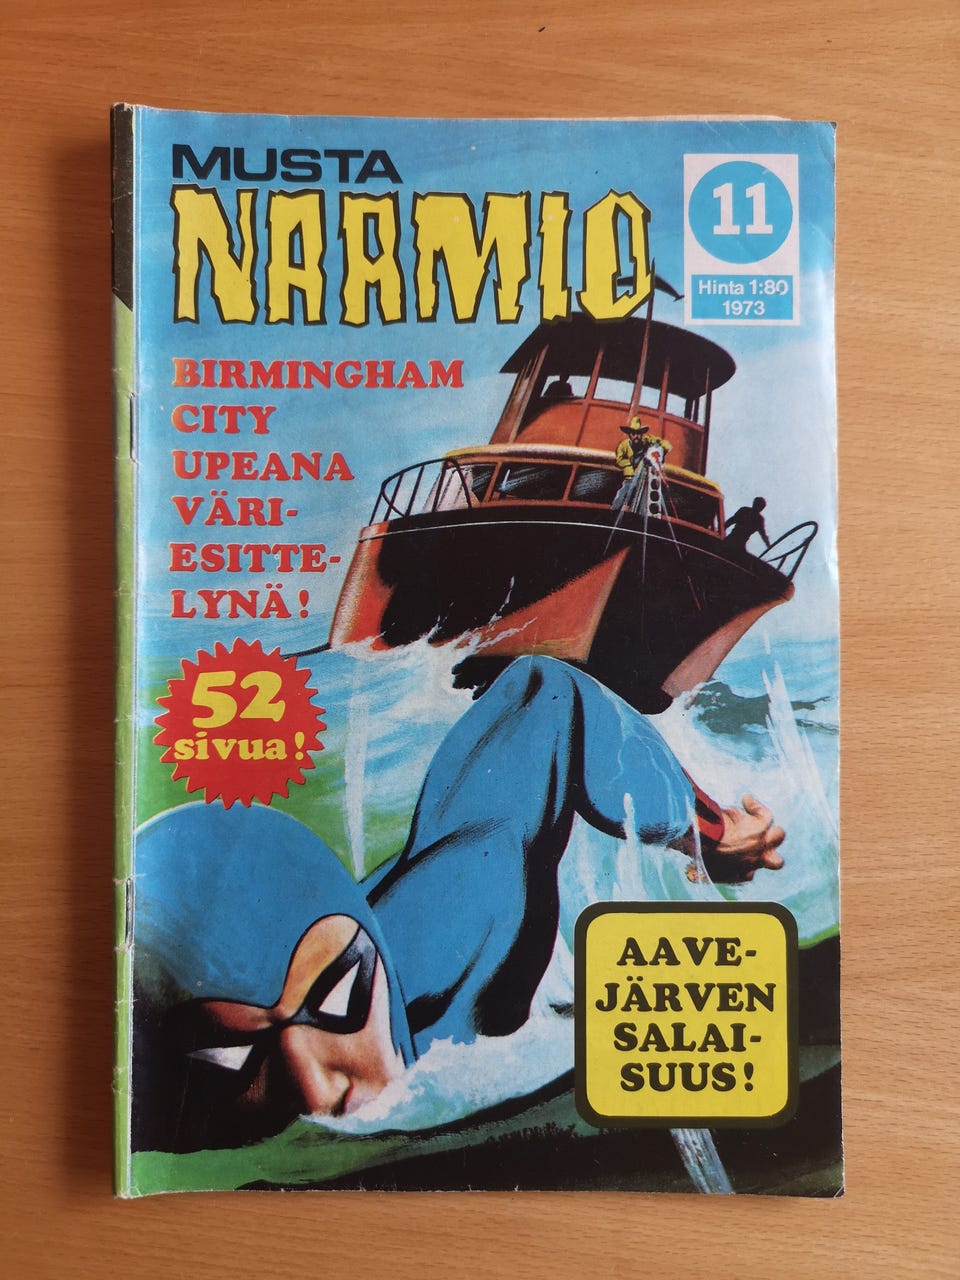 MUSTA
NAAMIO
11
Hinta 1:80
1973
BIRMINGHAM
CITY
UPEANA
VÄRI-
ESITTE-
LYNÄ!
52
sivua!
AAVE-
JÄRVEN
SALAI-
SUUS!